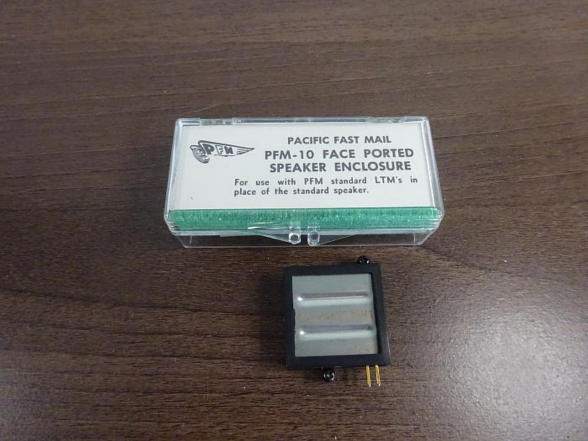 PFM
PACIFIC FAST MAIL
PFM-10 FACE PORTED
SPEAKER ENCLOSURE
For use with PFM standard LTM's in
place of the standard speaker.